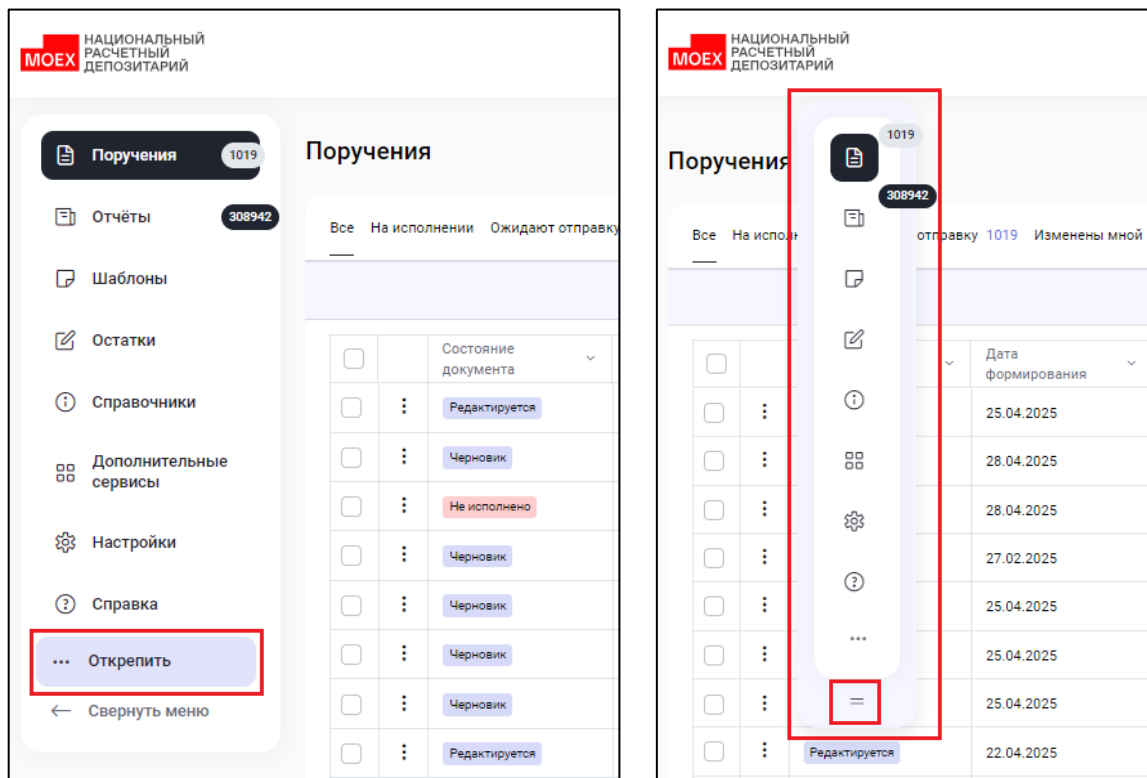 НАЦИОНАЛЬНЫЙ
РАСЧЕТНЫЙ
ДЕПОЗИТАРИЙ
MOEX
Поручения 1019
Отчёты 308942
Шаблоны
Остатки
Справочники
Дополнительные
сервисы
Настройки
Справка
Открепить
Свернуть меню
Поручения
Все На исполнении Ожидают отправку
Состояние
документа
Редактируется
Черновик
Не исполнено
Черновик
Черновик
Черновик
Черновик
Редактируется
НАЦИОНАЛЬНЫЙ
РАСЧЕТНЫЙ
ДЕПОЗИТАРИЙ
MOEX
1019
308942
Поручения
Все На исполн отправку 1019 Изменены мной
Дата
формирования
25.04.2025
28.04.2025
28.04.2025
27.02.2025
25.04.2025
25.04.2025
25.04.2025
Редактируется 22.04.2025